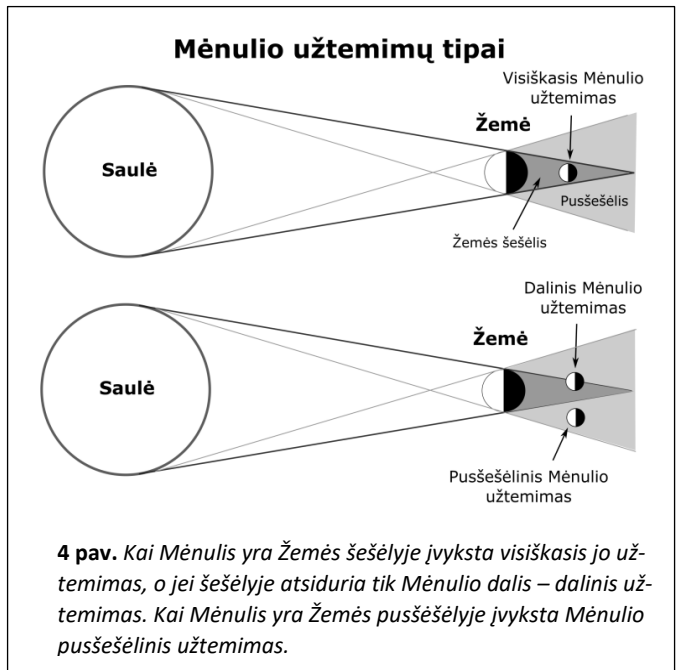 Mėnulio užtemimų tipai
Visiškasis Mėnulio
užtemimas
Žemė
Saulė
Pusšešėlis
Žemės šešėlis
Dalinis Mėnulio
užtemimas
Žemė
Saulė
Pusšešėlinis Mėnulio
užtemimas
4 pav. Kai Mėnulis yra Žemės šešėlyje įvyksta visiškasis jo už-
temimas, o jei šešėlyje atsiduria tik Mėnulio dalis – dalinis už-
temimas. Kai Mėnulis yra Žemės pusšėšėlyje įvyksta Mėnulio
pusšešėlinis užtemimas.